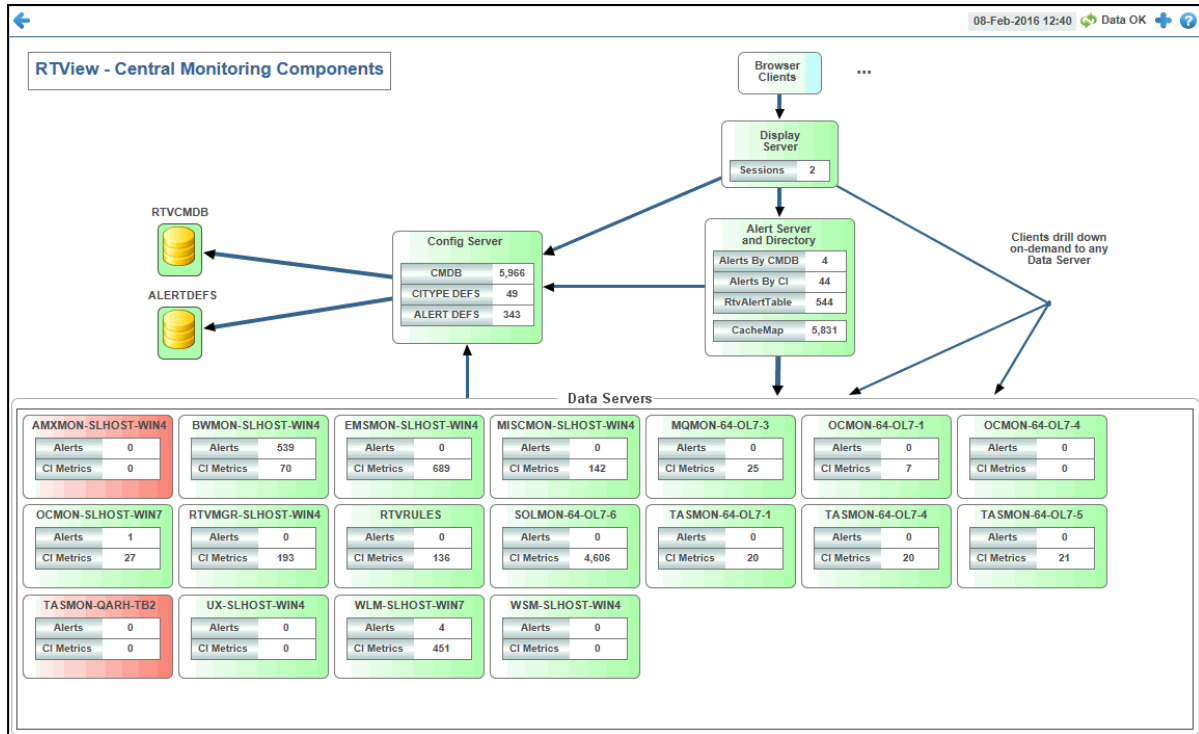 08-Feb-2016 12:40 Data OK
RTView - Central Monitoring Components
Browser
Clients
...
Display
Server
Sessions 2
RTVCMDB
ALERTDEFS
Config Server
CMDB 5,966
CITYPE DEFS 49
ALERT DEFS 343
Alert Server
and Directory
Alerts By CMDB 4
Alerts By CI 44
RtvAlertTable 544
CacheMap 5,831
Clients drill down
on-demand to any
Data Server
Data Servers
AMXMON-SLHOST-WIN4
Alerts 0
CI Metrics 0
BWMON-SLHOST-WIN4
Alerts 539
CI Metrics 70
EMSMON-SLHOST-WIN4
Alerts 0
CI Metrics 689
MISCMON-SLHOST-WIN4
Alerts 0
CI Metrics 142
MQMON-64-OL7-3
Alerts 0
CI Metrics 25
OCMON-64-OL7-1
Alerts 0
CI Metrics 7
OCMON-64-OL7-4
Alerts 0
CI Metrics 0
OCMON-SLHOST-WIN7
Alerts 1
CI Metrics 27
RTVMGR-SLHOST-WIN4
Alerts 0
CI Metrics 193
RTVRULES
Alerts 0
CI Metrics 136
SOLMON-64-OL7-6
Alerts 0
CI Metrics 4,606
TASMON-64-OL7-1
Alerts 0
CI Metrics 20
TASMON-64-OL7-4
Alerts 0
CI Metrics 20
TASMON-64-OL7-5
Alerts 0
CI Metrics 21
TASMON-QARH-TB2
Alerts 0
CI Metrics 0
UX-SLHOST-WIN4
Alerts 0
CI Metrics 0
WLM-SLHOST-WIN7
Alerts 4
CI Metrics 451
WSM-SLHOST-WIN4
Alerts 0
CI Metrics 0